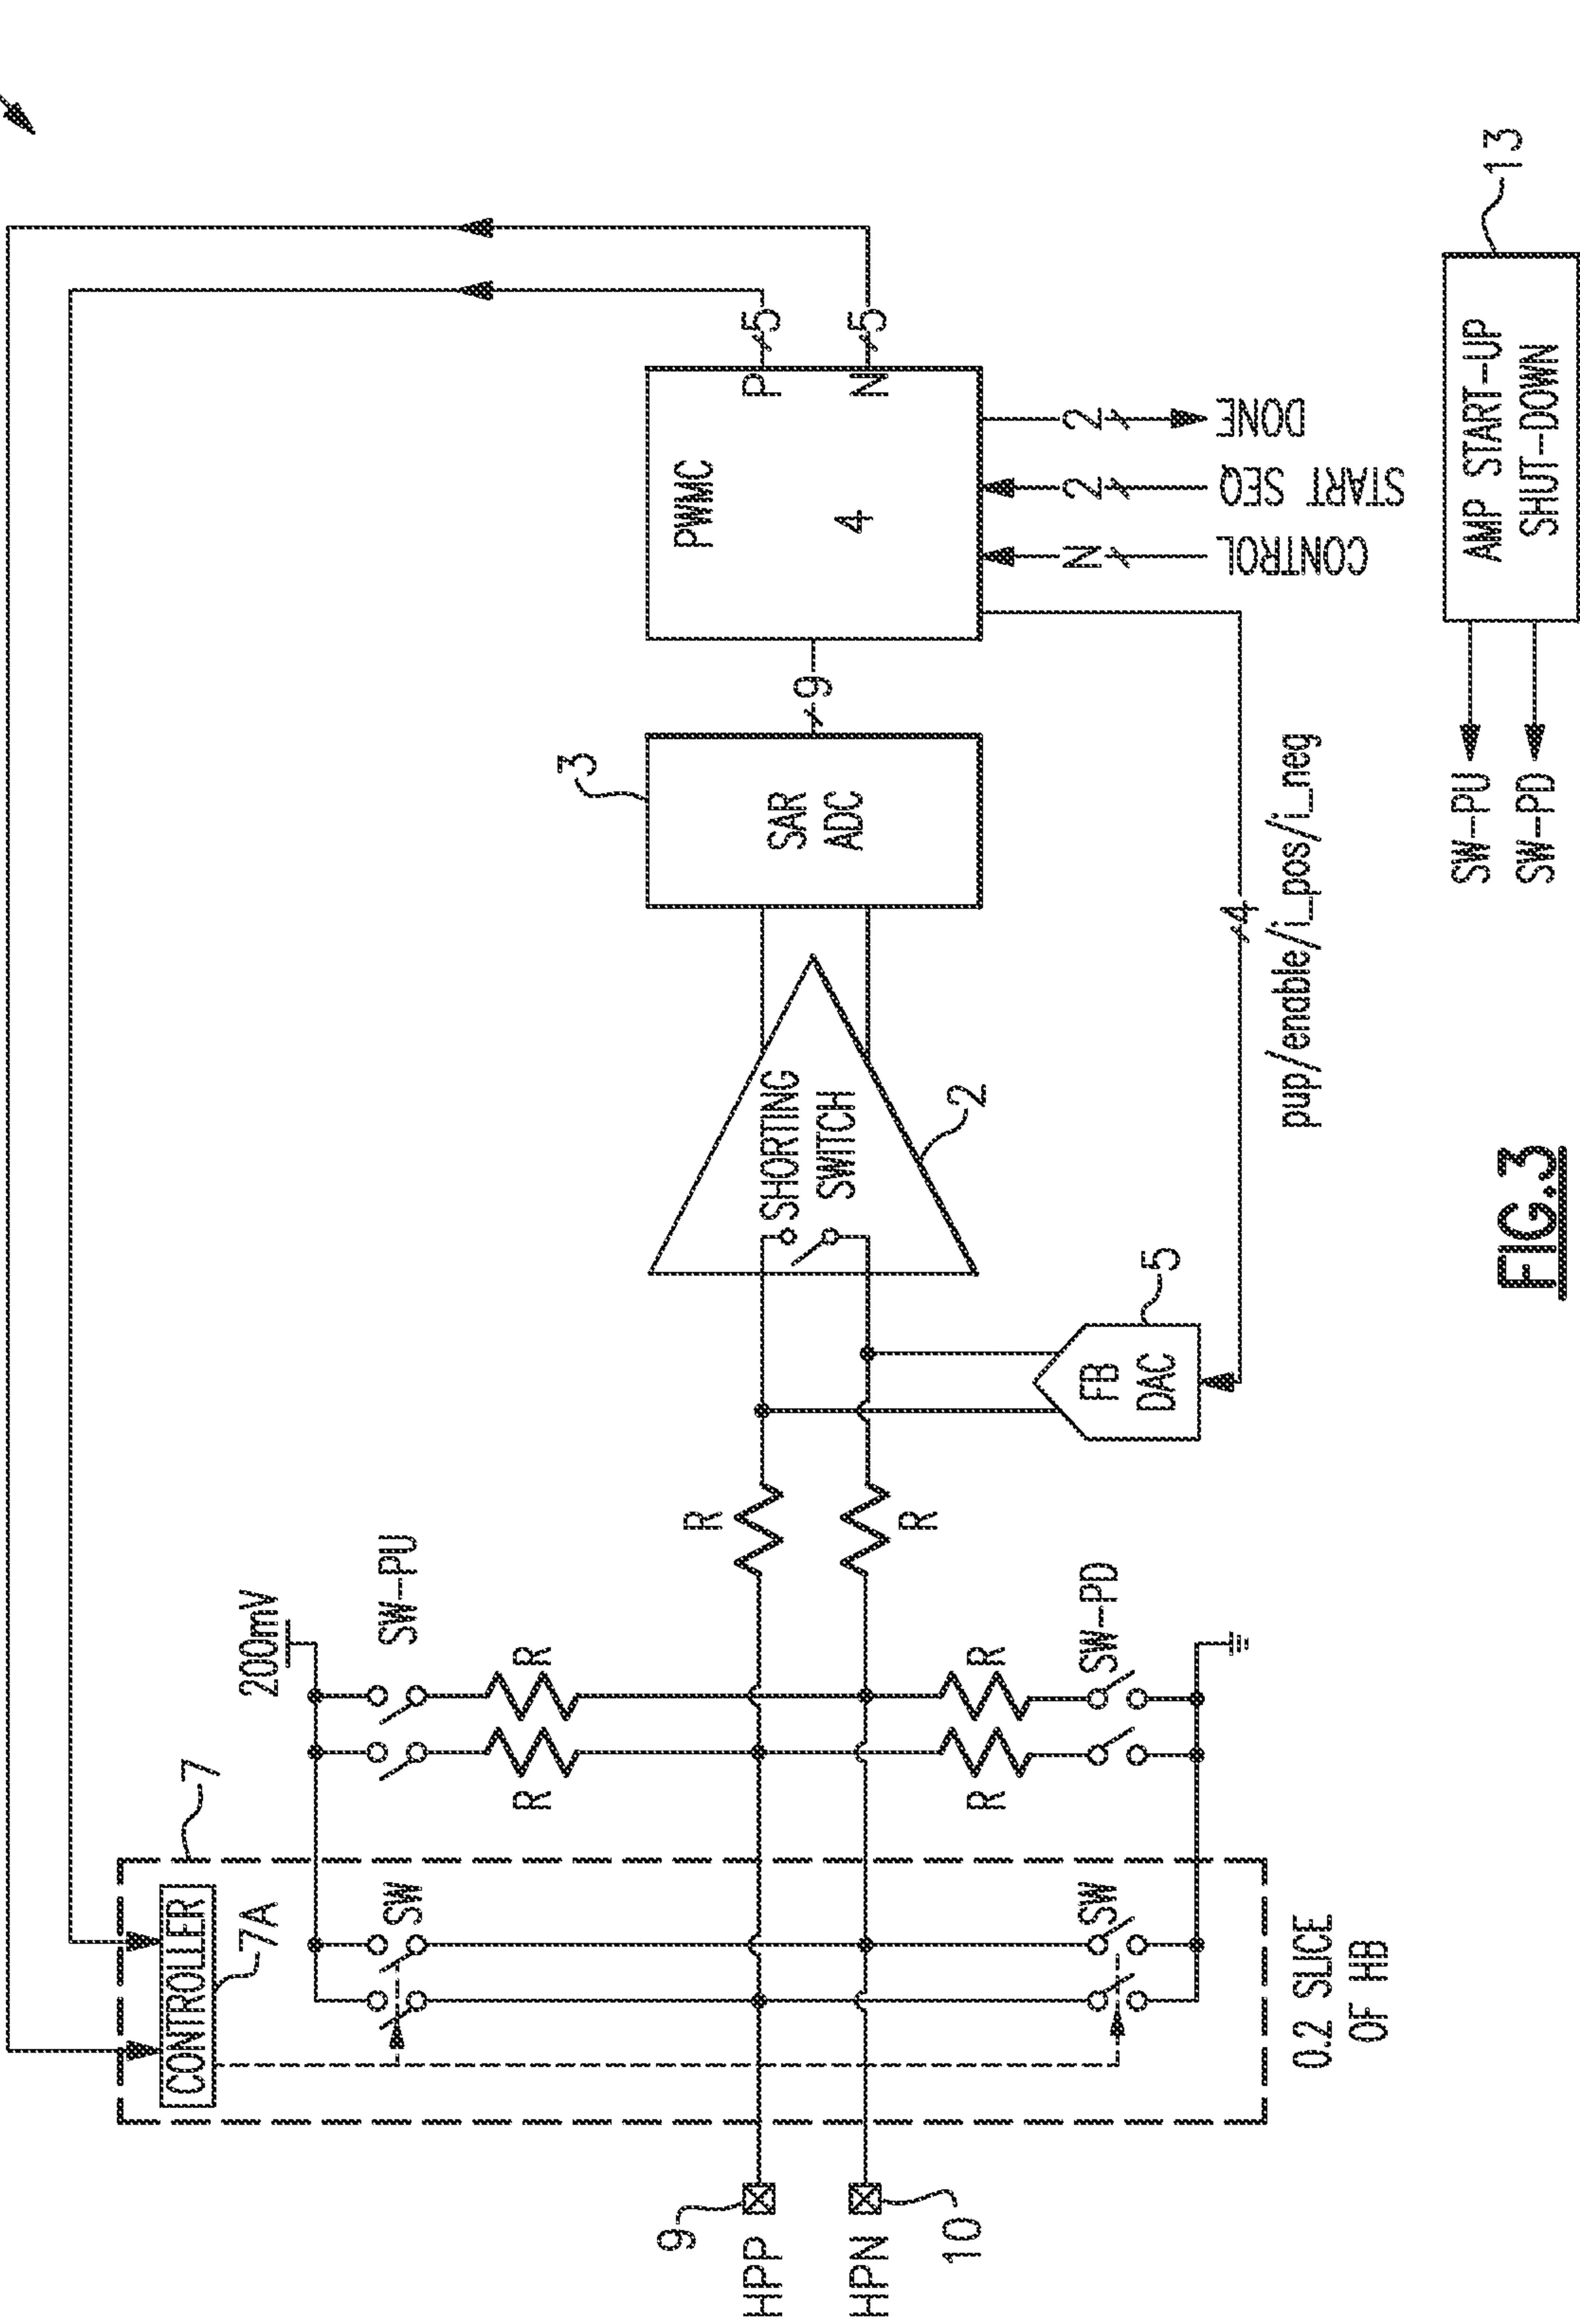 7
CONTROLLER
7A
200mV
SW-PU
SW
R
R
9
HPP
HPN
10
R
R
R
R
SW
SW-PD
0.2 SLICE
OF HB
FB
DAC
5
SHORTING
SWITCH
2
3
SAR
ADC
9
PWMC
4
P
N
5
5
CONTROL
START SEQ
DONE
N
2
2
4
pup/enable/i_pos/i_neg
AMP START-UP
SHUT-DOWN
13
SW-PU
SW-PD
FIG.3